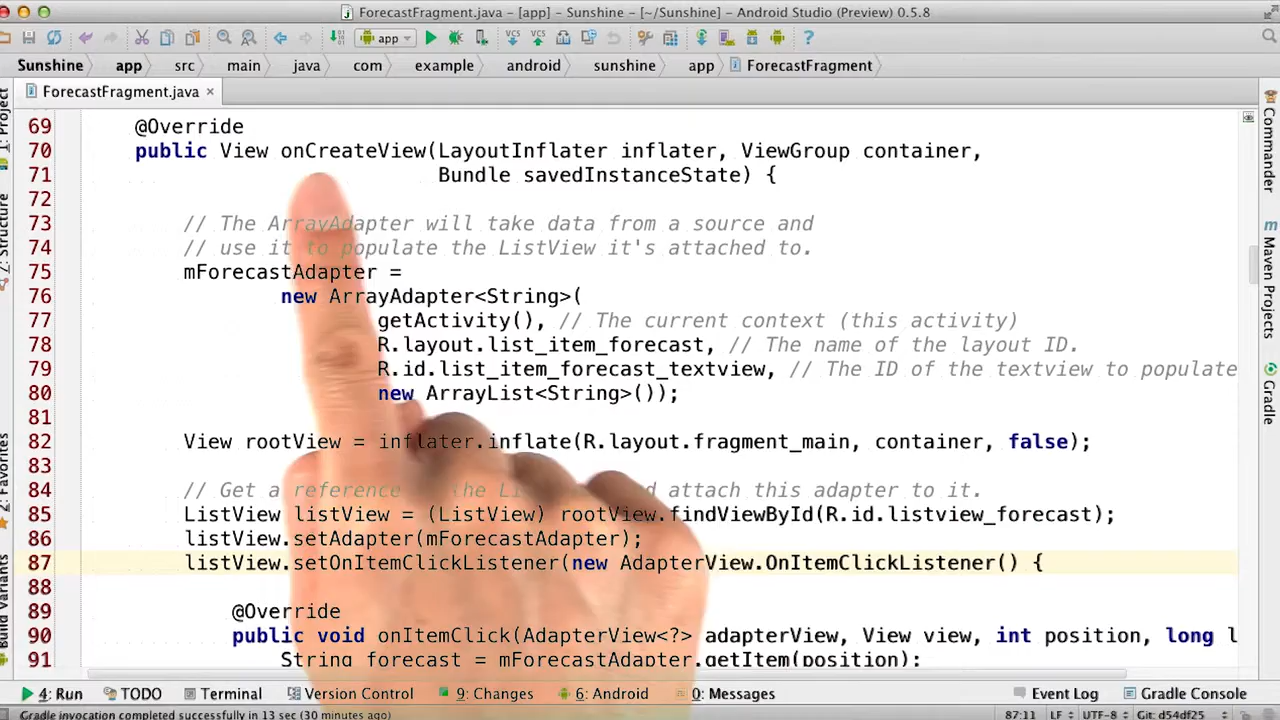 ForecastFragment.java - [app] - Sunshine - [~/Sunshine] - Android Studio (Preview) 0.5.8
app
Sunshine app src main java com example android sunshine app ForecastFragment
ForecastFragment.java ×
69 @Override
70 public View onCreateView(LayoutInflater inflater, ViewGroup container,
71 Bundle savedInstanceState) {
72
73 // The ArrayAdapter will take data from a source and
74 // use it to populate the ListView it's attached to.
75 mForecastAdapter =
76 new ArrayAdapter<String>(
77 getActivity(), // The current context (this activity)
78 R.layout.list_item_forecast, // The name of the layout ID.
79 R.id.list_item_forecast_textview, // The ID of the textview to populate
80 new ArrayList<String>());
81
82 View rootView = inflater.inflate(R.layout.fragment_main, container, false);
83
84 // Get a reference the Li d attach this adapter to it.
85 ListView listView = (ListView) rootView.findViewById(R.id.listview_forecast);
86 listView.setAdapter(mForecastAdapter);
87 listView.setOnItemClickListener(new AdapterView.OnItemClickListener() {
88
89 @Override
90 public void onItemClick(AdapterView<?> adapterView, View view, int position, long l
91 String forecast = mForecastAdapter.getItem(position);
1: Project
7: Structure
2: Favorites
Build Variants
Commander
m Maven Projects
Gradle
4: Run TODO Terminal Version Control 9: Changes 6: Android 0: Messages Event Log Gradle Console
Gradle invocation completed successfully in 13 sec (30 minutes ago) 87:11 LF UTF-8 Git: d54df25